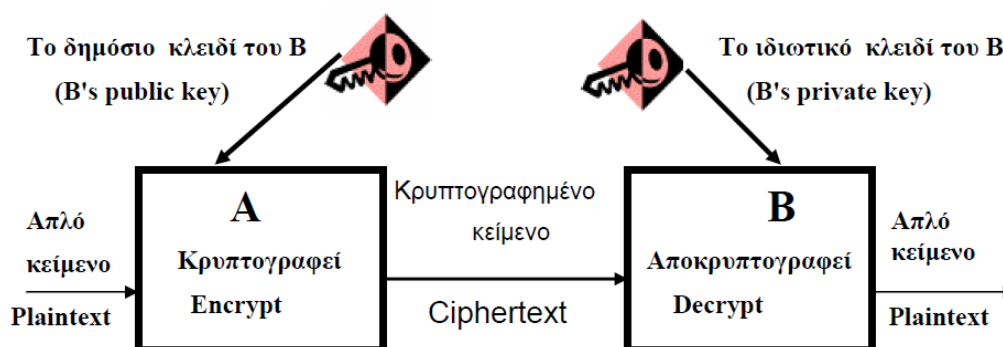 Το δημόσιο κλειδί του Β
(B's public key)
Το ιδιωτικό κλειδί του Β
(B's private key)
Απλό
κείμενο
Plaintext
A
Κρυπτογραφεί
Encrypt
Κρυπτογραφημένο
κείμενο
Ciphertext
B
Αποκρυπτογραφεί
Decrypt
Απλό
κείμενο
Plaintext